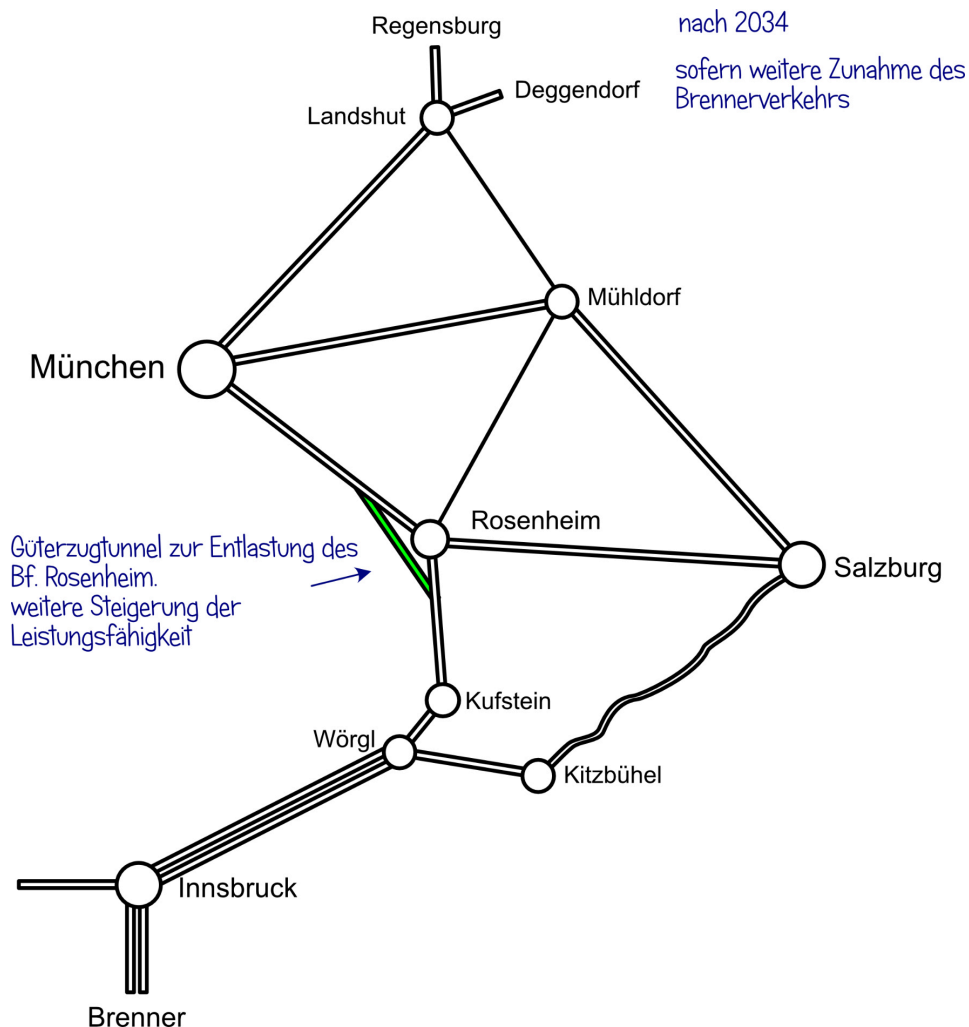 Regensburg
nach 2034
sofern weitere Zunahme des
Brennerverkehrs
Deggendorf
Landshut
Mühldorf
München
Rosenheim
Güterzugtunnel zur Entlastung des
Bf. Rosenheim.
weitere Steigerung der
Leistungsfähigkeit
Salzburg
Kufstein
Wörgl
Kitzbühel
Innsbruck
Brenner